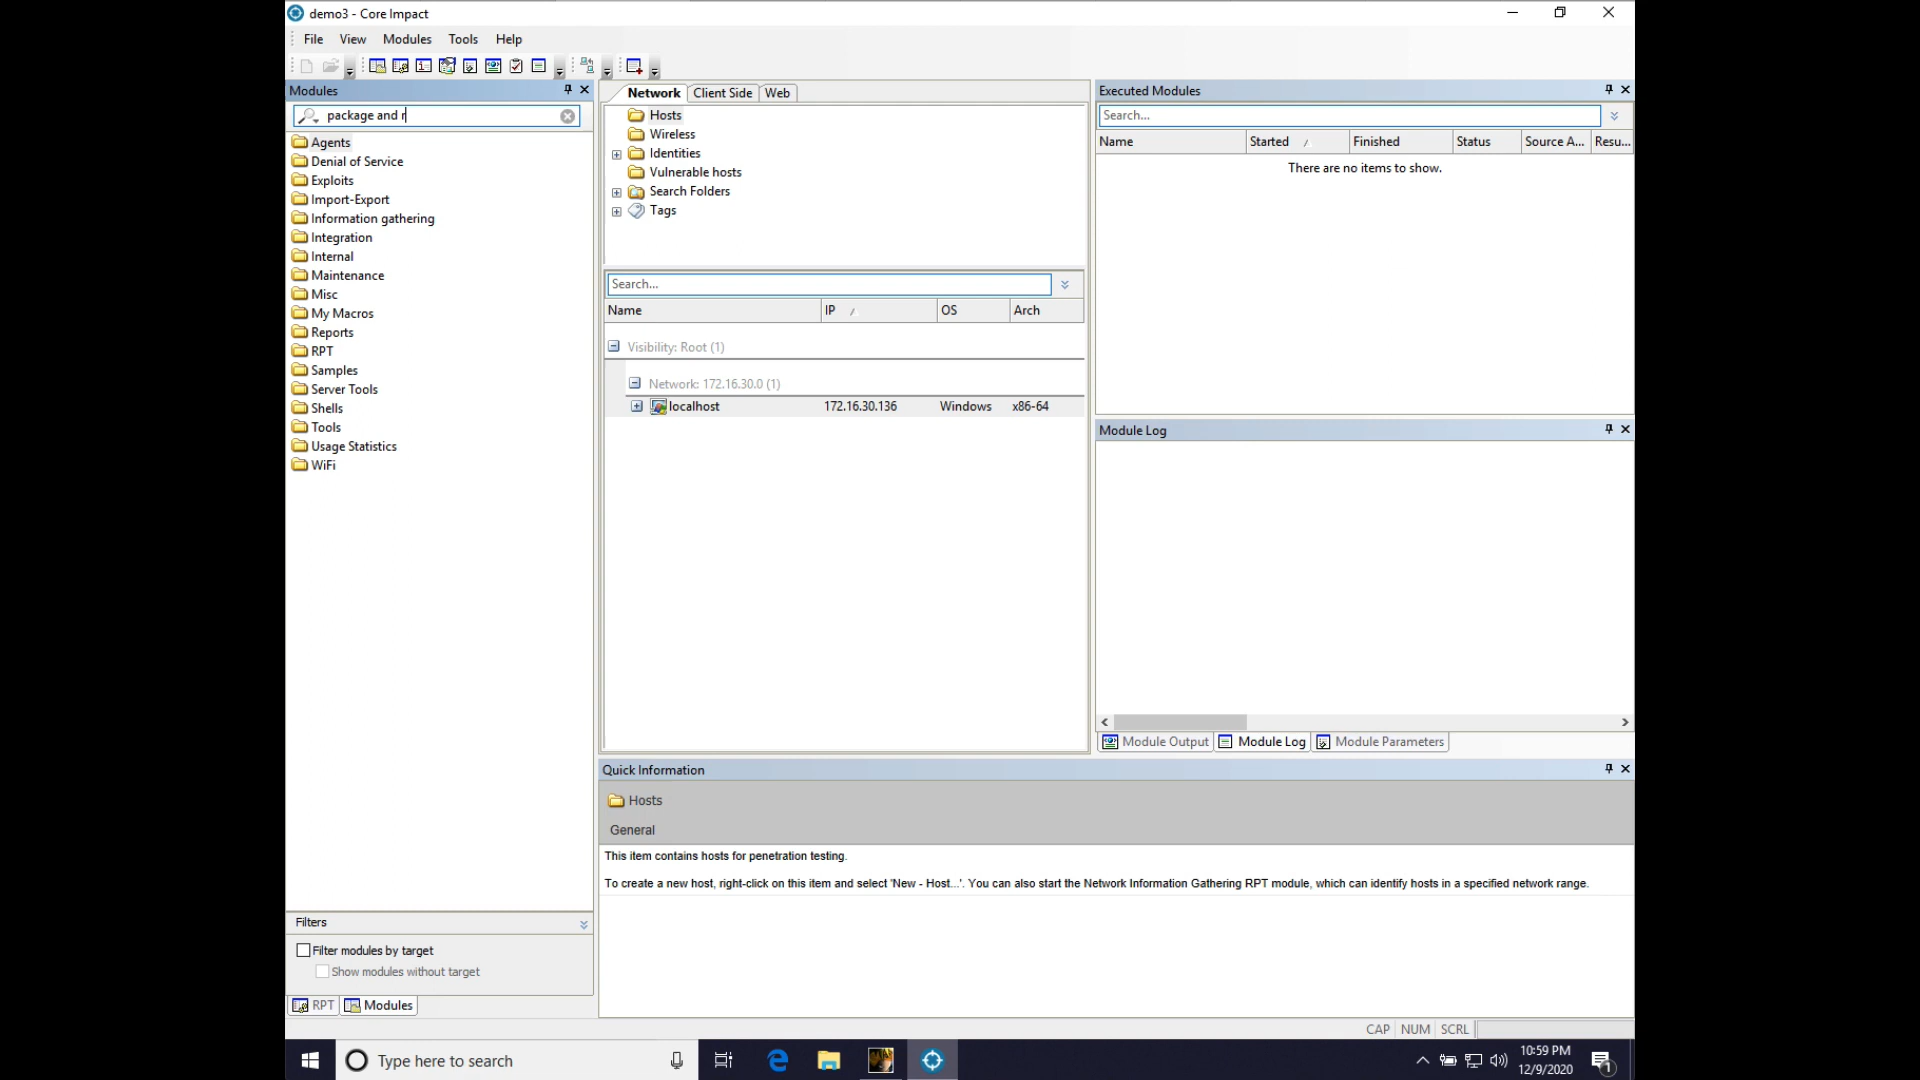 demo3 - Core Impact
File View Modules Tools Help
Modules
package and r
Agents
Denial of Service
Exploits
Import-Export
Information gathering
Integration
Internal
Maintenance
Misc
My Macros
Reports
RPT
Samples
Server Tools
Shells
Tools
Usage Statistics
WiFi
Filters
Filter modules by target
Show modules without target
RPT Modules
Network Client Side Web
Hosts
Wireless
Identities
Vulnerable hosts
Search Folders
Tags
Search...
Name IP OS Arch
Visibility: Root (1)
Network: 172.16.30.0 (1)
localhost 172.16.30.136 Windows x86-64
Executed Modules
Search...
Name Started Finished Status Source A... Resu...
There are no items to show.
Module Log
Module Output Module Log Module Parameters
Quick Information
Hosts
General
This item contains hosts for penetration testing.
To create a new host, right-click on this item and select 'New - Host...'. You can also start the Network Information Gathering RPT module, which can identify hosts in a specified network range.
CAP NUM SCRL
Type here to search
10:59 PM
12/9/2020
1